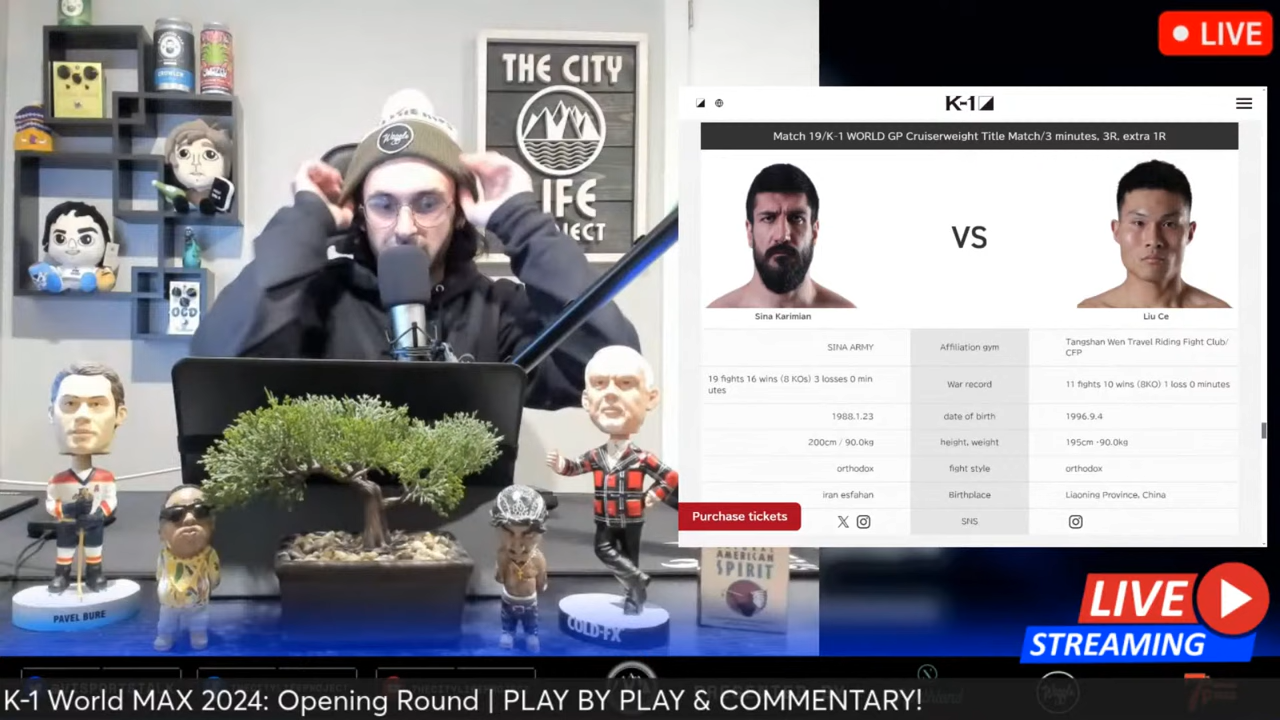 LIVE
THE CITY
IFE
JECT
Waggle
OCD
PAVEL BURE
COLD-FX
AMERICAN
SPIRIT
K-1
Match 19/K-1 WORLD GP Cruiserweight Title Match/3 minutes, 3R, extra 1R
VS
Sina Karimian
Liu Ce
SINA ARMY
Affiliation gym
Tangshan Wen Travel Riding Fight Club/
CFP
19 fights 16 wins (8 KOs) 3 losses 0 min
utes
War record
11 fights 10 wins (8KO) 1 loss 0 minutes
1988.1.23
date of birth
1996.9.4
200cm / 90.0kg
height, weight
195cm -90.0kg
orthodox
fight style
orthodox
iran esfahan
Birthplace
Liaoning Province, China
SNS
Purchase tickets
LIVE
STREAMING
K-1 World MAX 2024: Opening Round | PLAY BY PLAY & COMMENTARY!